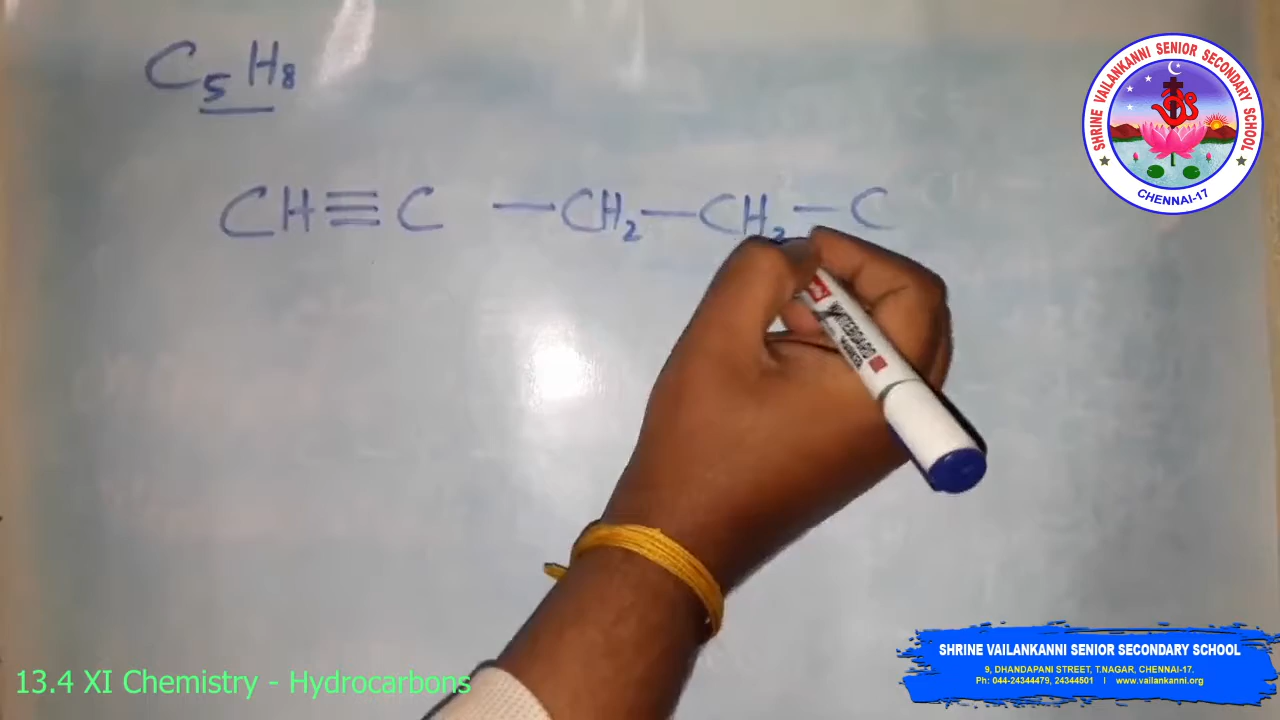 C₅H₈
CH≡C —CH₂—CH₂—C
SHRINE VAILANKANNI SENIOR SECONDARY SCHOOL
CHENNAI-17
WHITEBOARD
13.4 XI Chemistry - Hydrocarbons
SHRINE VAILANKANNI SENIOR SECONDARY SCHOOL
9, DHANDAPANI STREET, T.NAGAR, CHENNAI-17.
Ph: 044-24344479, 24344501 I www.vailankanni.org